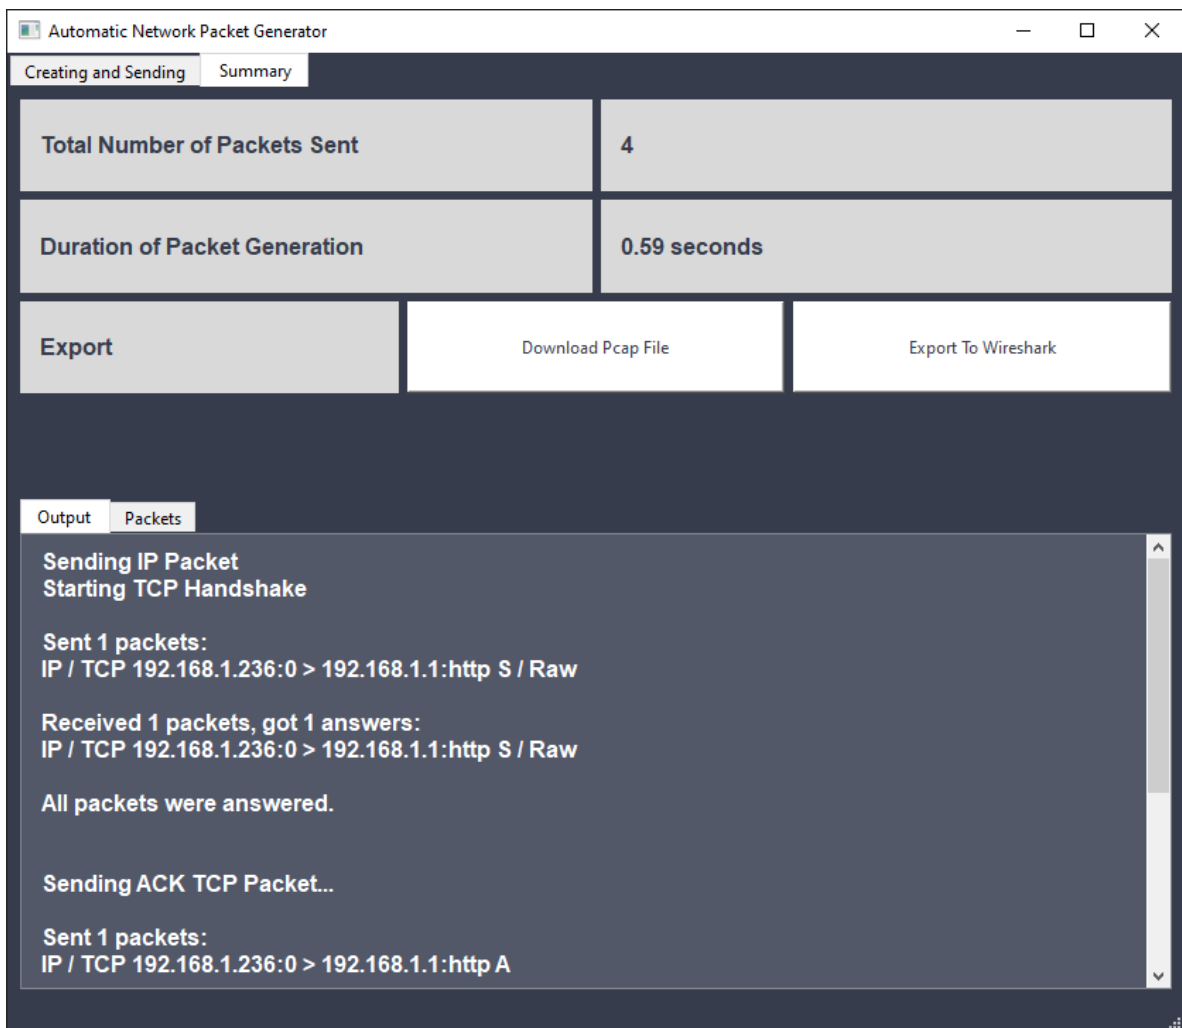 Automatic Network Packet Generator
Creating and Sending
Summary
Total Number of Packets Sent
4
Duration of Packet Generation
0.59 seconds
Export
Download Pcap File
Export To Wireshark
Output
Packets
Sending IP Packet
Starting TCP Handshake
Sent 1 packets:
IP / TCP 192.168.1.236:0 > 192.168.1.1:http S / Raw
Received 1 packets, got 1 answers:
IP / TCP 192.168.1.236:0 > 192.168.1.1:http S / Raw
All packets were answered.
Sending ACK TCP Packet...
Sent 1 packets:
IP / TCP 192.168.1.236:0 > 192.168.1.1:http A